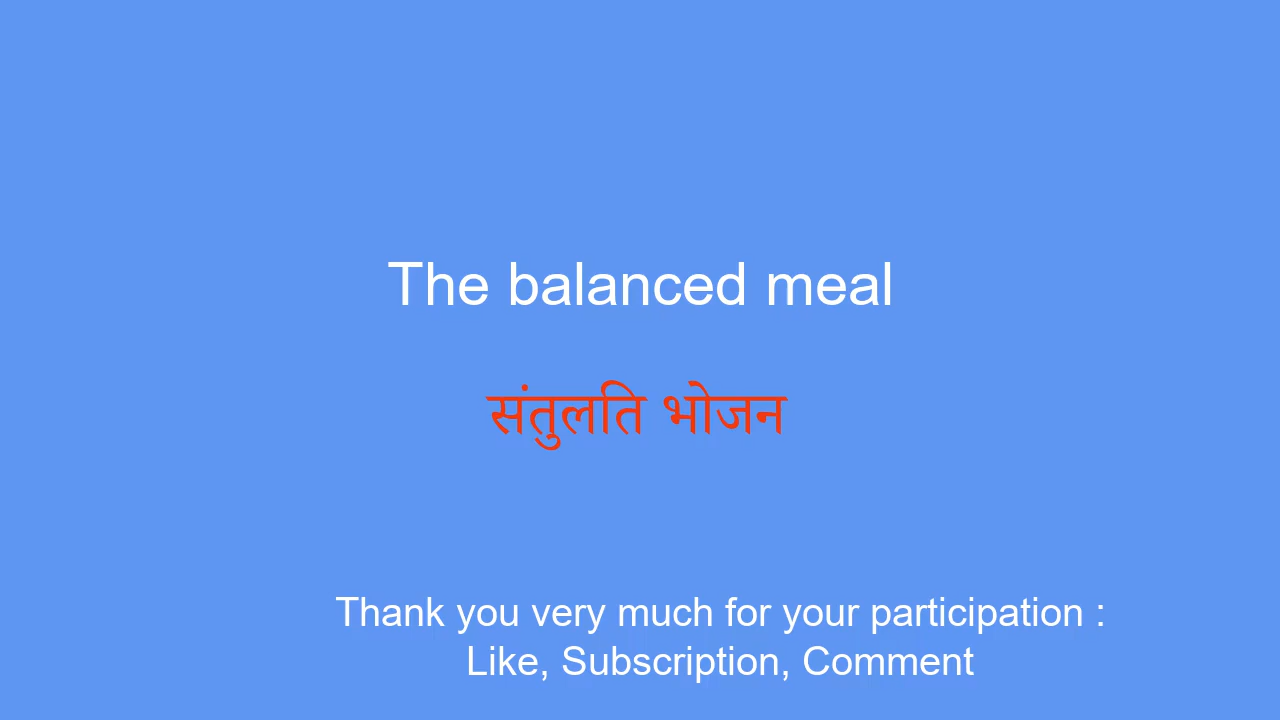 The balanced meal
संतुलति भोजन
Thank you very much for your participation :
Like, Subscription, Comment